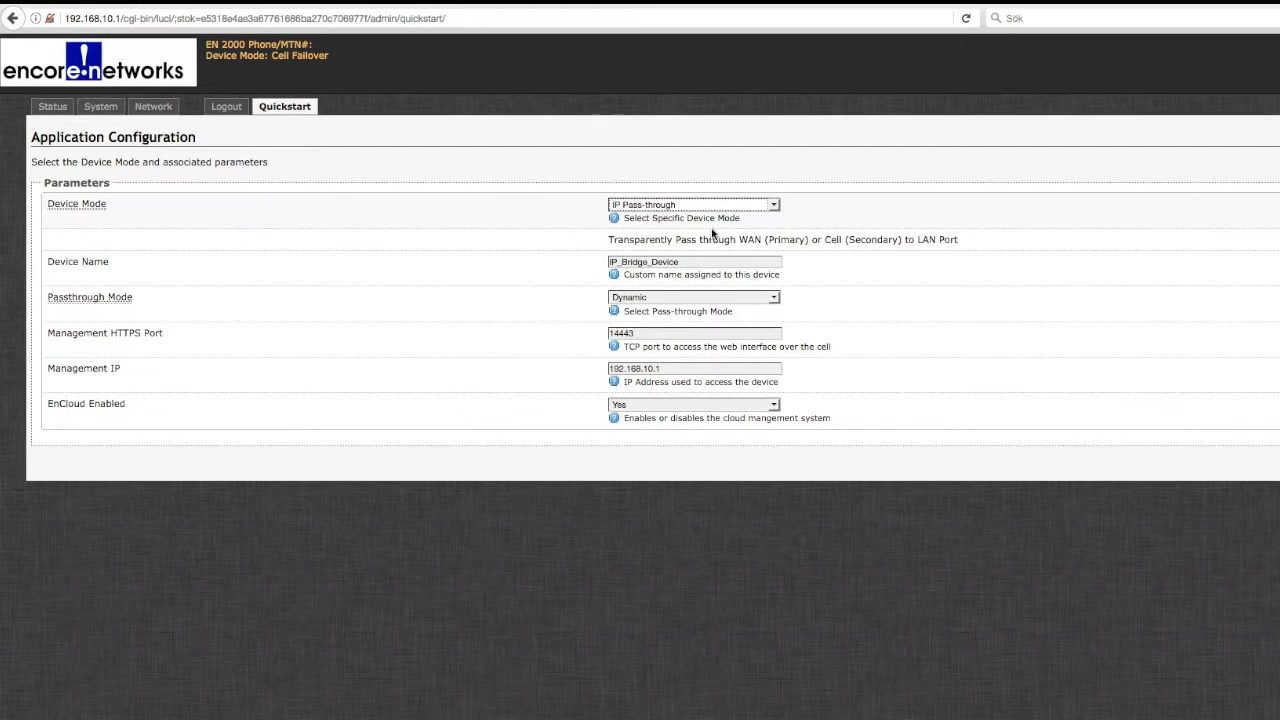 192.168.10.1/cgi-bin/luci/;stok=e5318e4ae3a67761686ba270c706977f/admin/quickstart/
Sök
encore!networks
EN 2000 Phone/MTN#:
Device Mode: Cell Failover
Status
System
Network
Logout
Quickstart
Application Configuration
Select the Device Mode and associated parameters
Parameters
Device Mode
IP Pass-through
Select Specific Device Mode
Transparently Pass through WAN (Primary) or Cell (Secondary) to LAN Port
Device Name
IP_Bridge_Device
Custom name assigned to this device
Passthrough Mode
Dynamic
Select Pass-through Mode
Management HTTPS Port
14443
TCP port to access the web interface over the cell
Management IP
192.168.10.1
IP Address used to access the device
EnCloud Enabled
Yes
Enables or disables the cloud mangement system